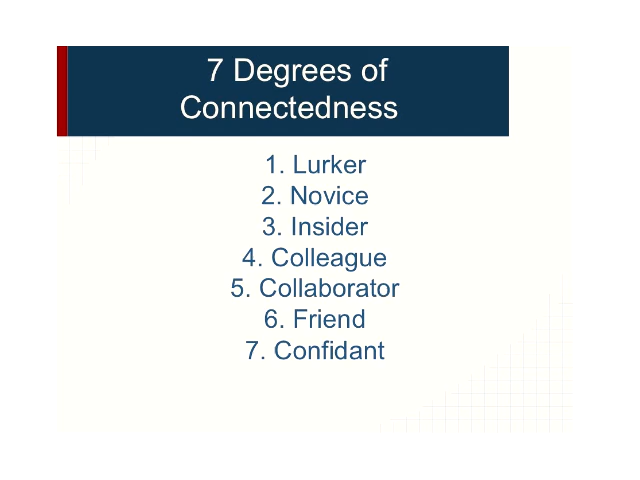 7 Degrees of
Connectedness
1. Lurker
2. Novice
3. Insider
4. Colleague
5. Collaborator
6. Friend
7. Confidant